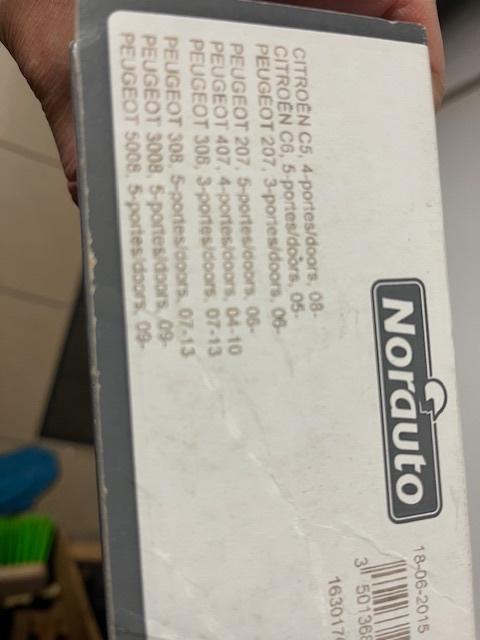 CITROËN C5, 4-portes/doors, 08-
CITROËN C6, 5-portes/doors, 05-
PEUGEOT 207, 3-portes/doors, 06-
PEUGEOT 207, 5-portes/doors, 06-
PEUGEOT 407, 4-portes/doors, 04-10
PEUGEOT 308, 3-portes/doors, 07-13
PEUGEOT 308, 5-portes/doors, 07-13
PEUGEOT 3008, 5-portes/doors, 09-
PEUGEOT 5008, 5-portes/doors, 09-
Norauto
18-06-2015
3 501368
163017